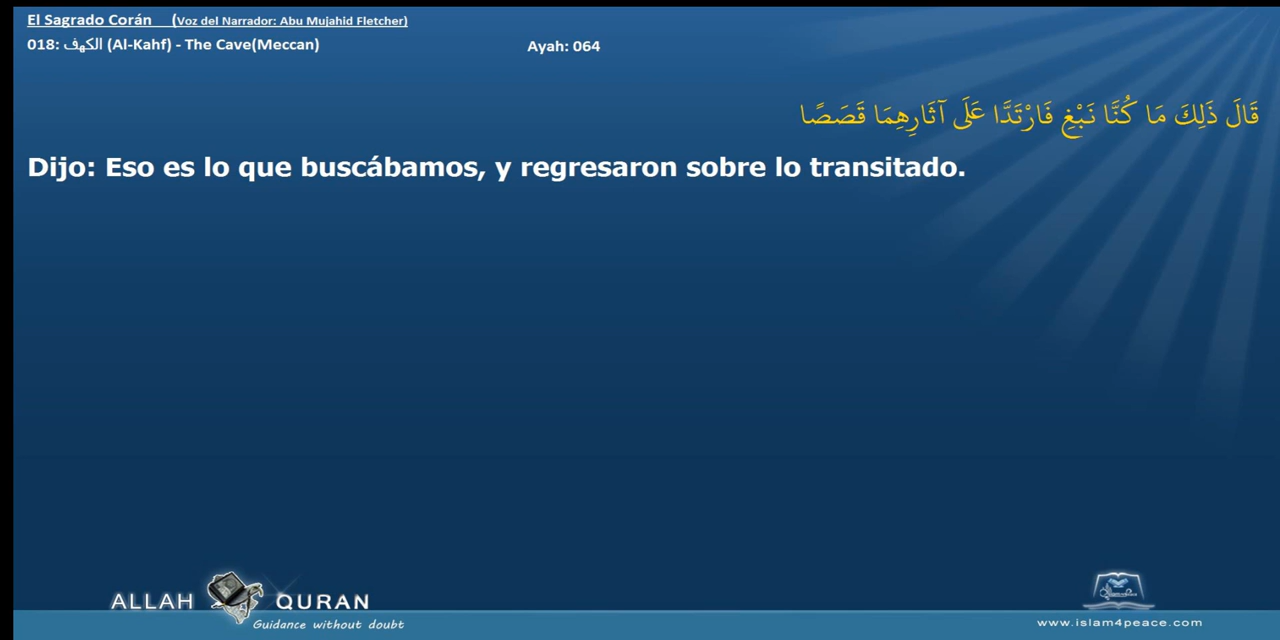 El Sagrado Corán (Voz del Narrador: Abu Mujahid Fletcher)
018: الكهف (Al-Kahf) - The Cave(Meccan) Ayah: 064
قَالَ ذَلِكَ مَا كُنَّا نَبْغِ فَارْتَدَّا عَلَى آثَارِهِمَا قَصَصًا
Dijo: Eso es lo que buscábamos, y regresaron sobre lo transitado.
ALLAH QURAN
Guidance without doubt
www.islam4peace.com